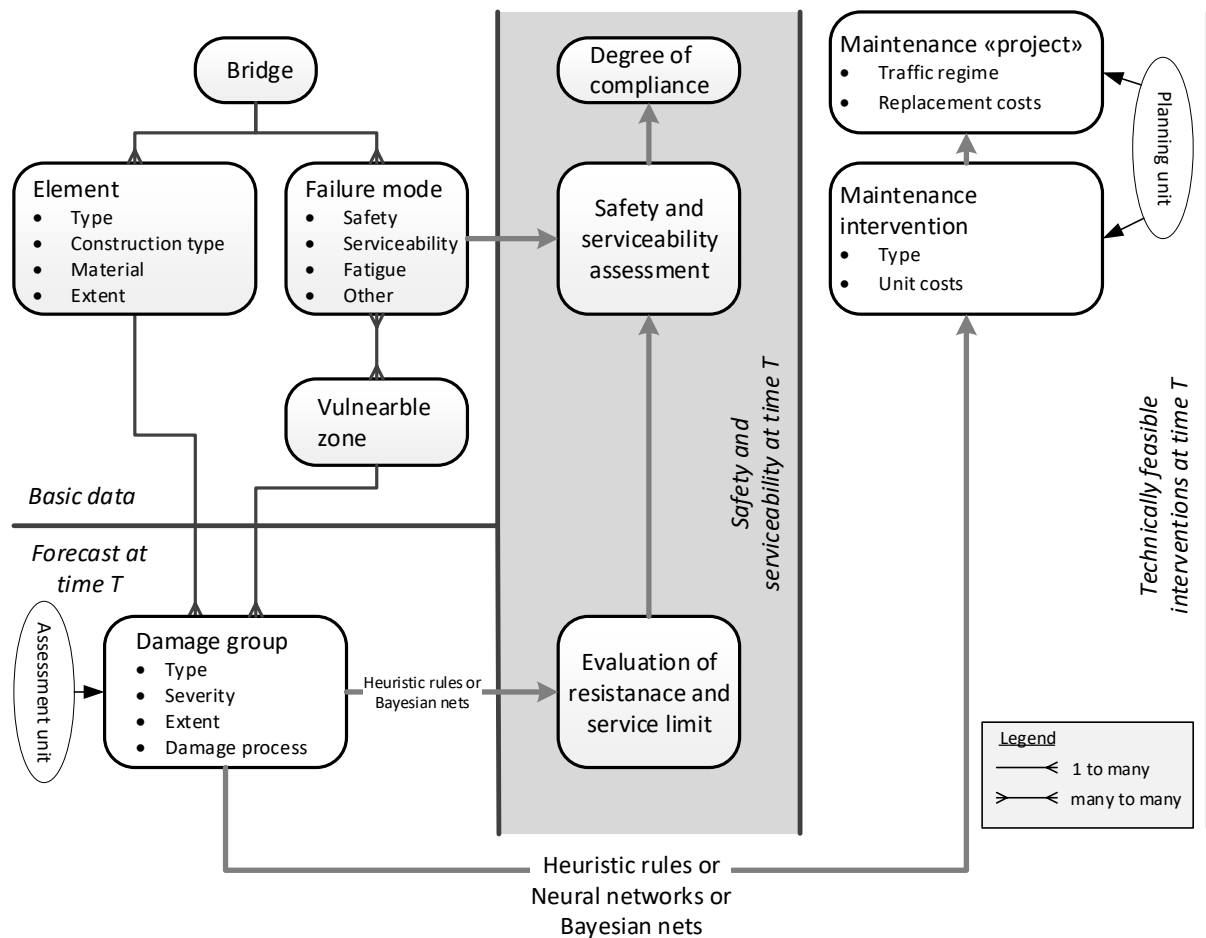 Bridge
Element
• Type
• Construction type
• Material
• Extent
Failure mode
• Safety
• Serviceability
• Fatigue
• Other
Vulnearble
zone
Basic data
Forecast at
time T
Assessment unit
Damage group
• Type
• Severity
• Extent
• Damage process
Heuristic rules or
Bayesian nets
Degree of
compliance
Safety and
serviceability
assessment
Evaluation of
resistanace and
service limit
Safety and
serviceability at time T
Maintenance «project»
• Traffic regime
• Replacement costs
Maintenance
intervention
• Type
• Unit costs
Planning unit
Technically feasible
interventions at time T
Legend
1 to many
many to many
Heuristic rules or
Neural networks or
Bayesian nets